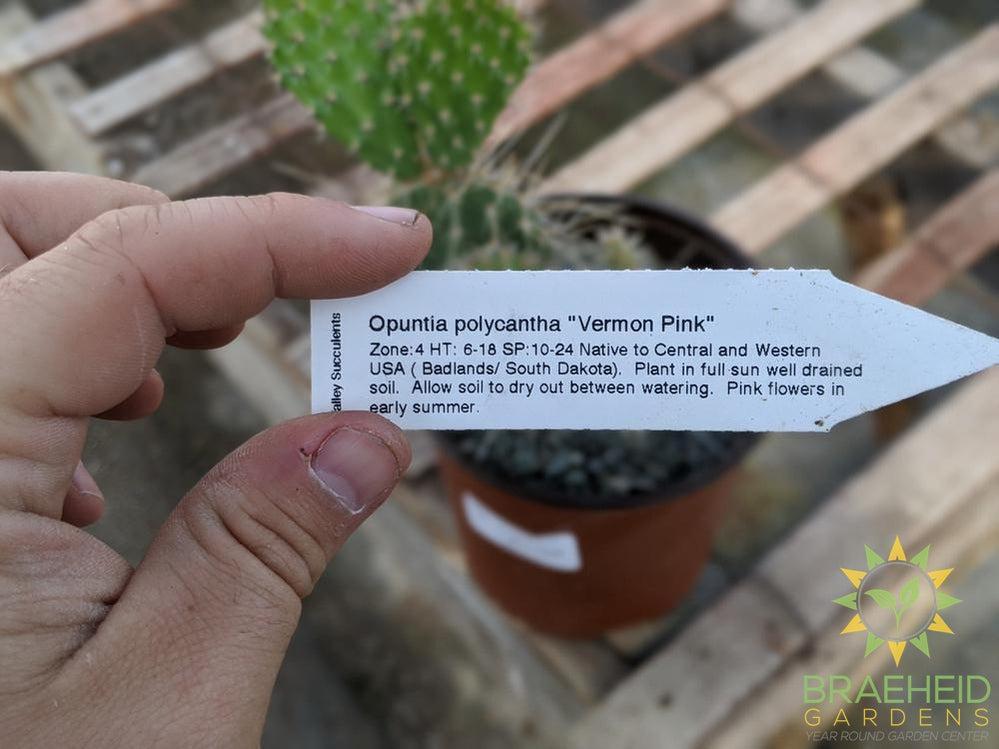 Opuntia polycantha "Vermon Pink"
Zone:4 HT: 6-18 SP:10-24 Native to Central and Western
USA ( Badlands/ South Dakota). Plant in full sun well drained
soil. Allow soil to dry out between watering. Pink flowers in
early summer.
Succulents
BRAEHEID
GARDENS
YEAR ROUND GARDEN CENTER